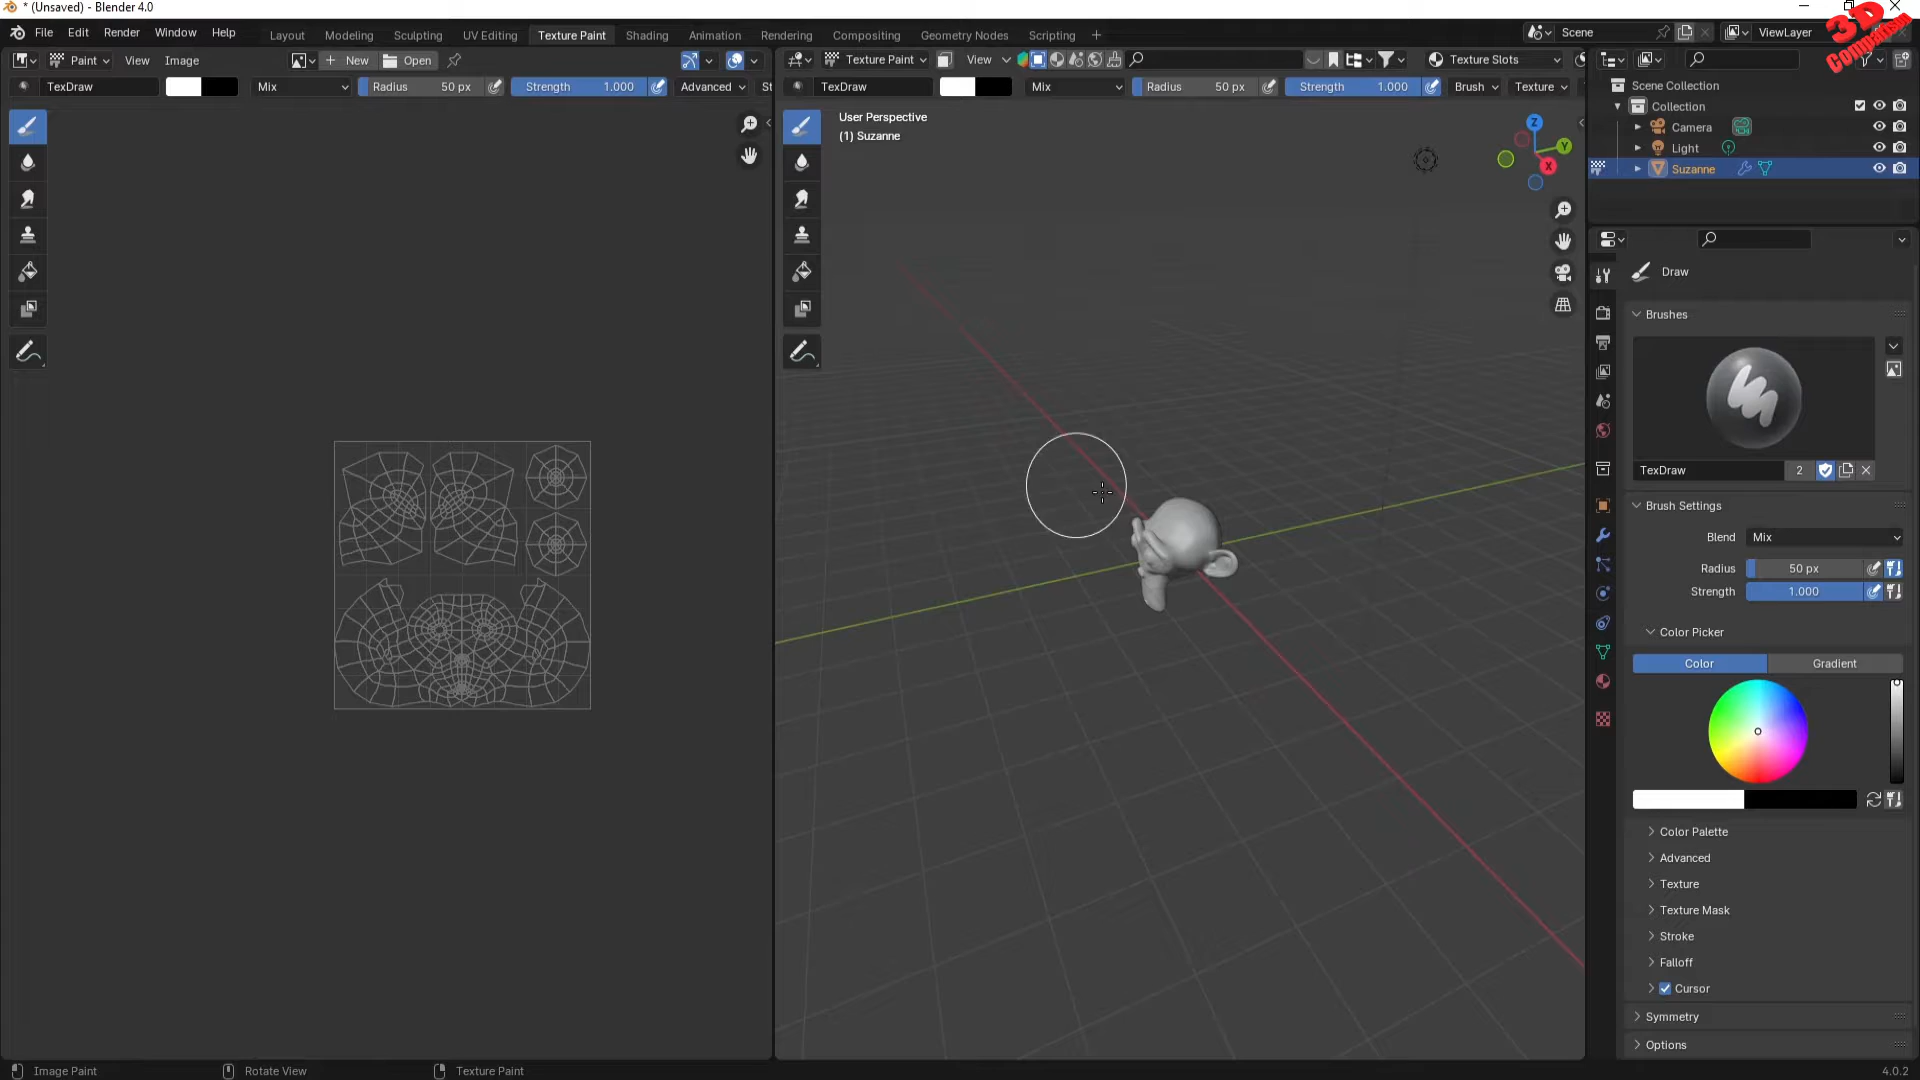 * (Unsaved) - Blender 4.0
File Edit Render Window Help Layout Modeling Sculpting UV Editing Texture Paint Shading Animation Rendering Compositing Geometry Nodes Scripting + Scene ViewLayer
3D
Comparison
Paint View Image + New Open
Texture Paint View Texture Slots
TexDraw Mix Radius 50 px Strength 1.000 Advanced St
TexDraw Mix Radius 50 px Strength 1.000 Brush Texture
User Perspective
(1) Suzanne
Z
Y
X
Scene Collection
Collection
Camera
Light
Suzanne
Draw
Brushes
TexDraw 2
Brush Settings
Blend Mix
Radius 50 px
Strength 1.000
Color Picker
Color Gradient
Color Palette
Advanced
Texture
Texture Mask
Stroke
Falloff
Cursor
Symmetry
Options
Image Paint Rotate View Texture Paint 4.0.2